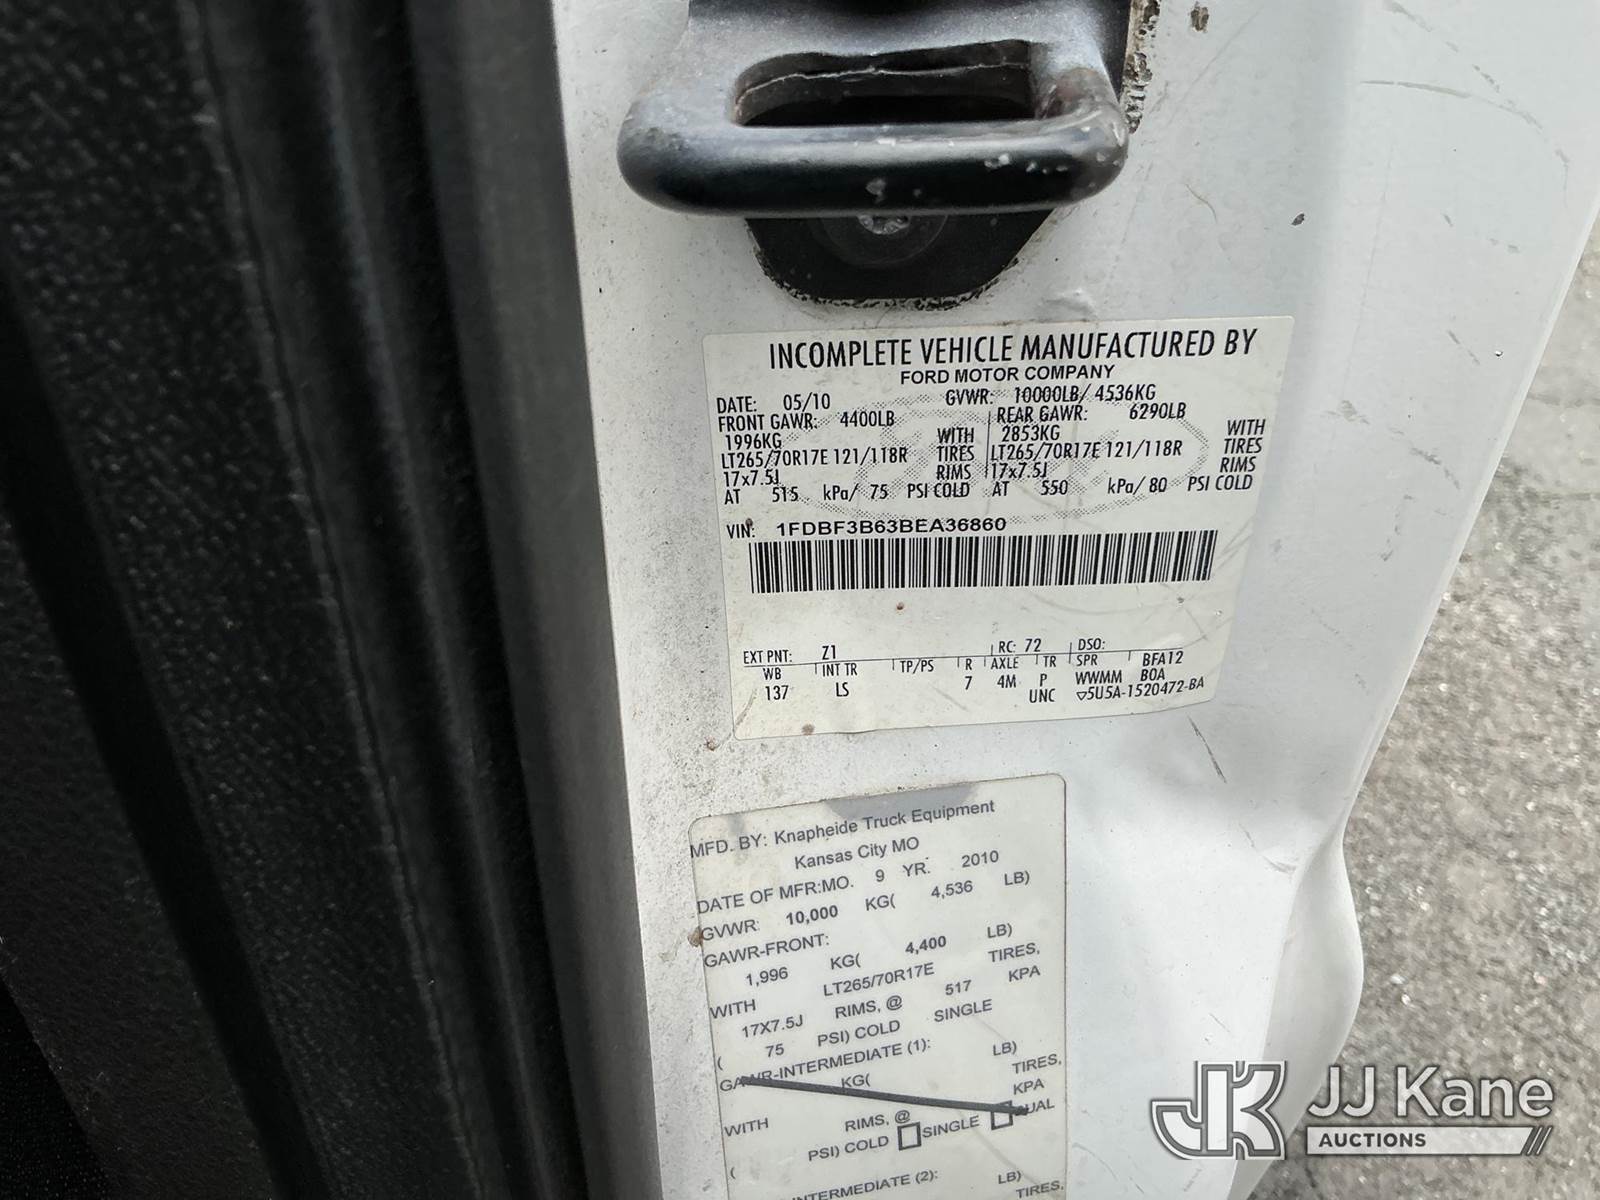 INCOMPLETE VEHICLE MANUFACTURED BY
FORD MOTOR COMPANY
DATE: 05/10 GVWR: 10000LB/ 4536KG
FRONT GAWR: 4400LB REAR GAWR: 6290LB
1996KG WITH 2853KG WITH
LT265/70R17E 121/118R TIRES LT265/70R17E 121/118R TIRES
17x7.5J RIMS 17x7.5J RIMS
AT 515 kPa/ 75 PSI COLD AT 550 kPa/ 80 PSI COLD
VIN: 1FDBF3B63BEA36860
EXT PNT: Z1 RC: 72 DSO:
WB INT TR TP/PS R AXLE TR SPR BFA12
137 LS 7 4M P WWMM BOA
UNC ▽5U5A-1520472-BA
MFD. BY: Knapheide Truck Equipment
Kansas City MO
DATE OF MFR:MO. 9 YR. 2010
GVWR: 10,000 KG( 4,536 LB)
GAWR-FRONT:
1,996 KG( 4,400 LB)
WITH LT265/70R17E TIRES,
17X7.5J RIMS, @ 517 KPA
( 75 PSI) COLD SINGLE
GAWR-INTERMEDIATE (1):
KG( LB)
WITH TIRES,
RIMS, @ KPA
( PSI) COLD SINGLE DUAL
INTERMEDIATE (2):
LB)
TIRES,
JK JJ Kane
AUCTIONS